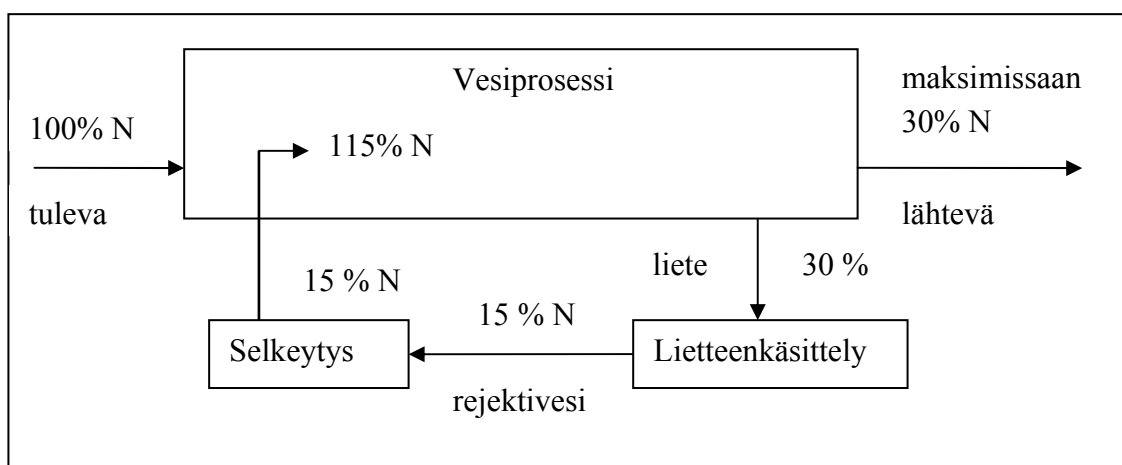 Vesiprosessi
maksimissaan
30% N
100% N
115% N
tuleva
lähtevä
liete
30 %
15 % N
15 % N
Selkeytys
Lietteenkäsittely
rejektivesi